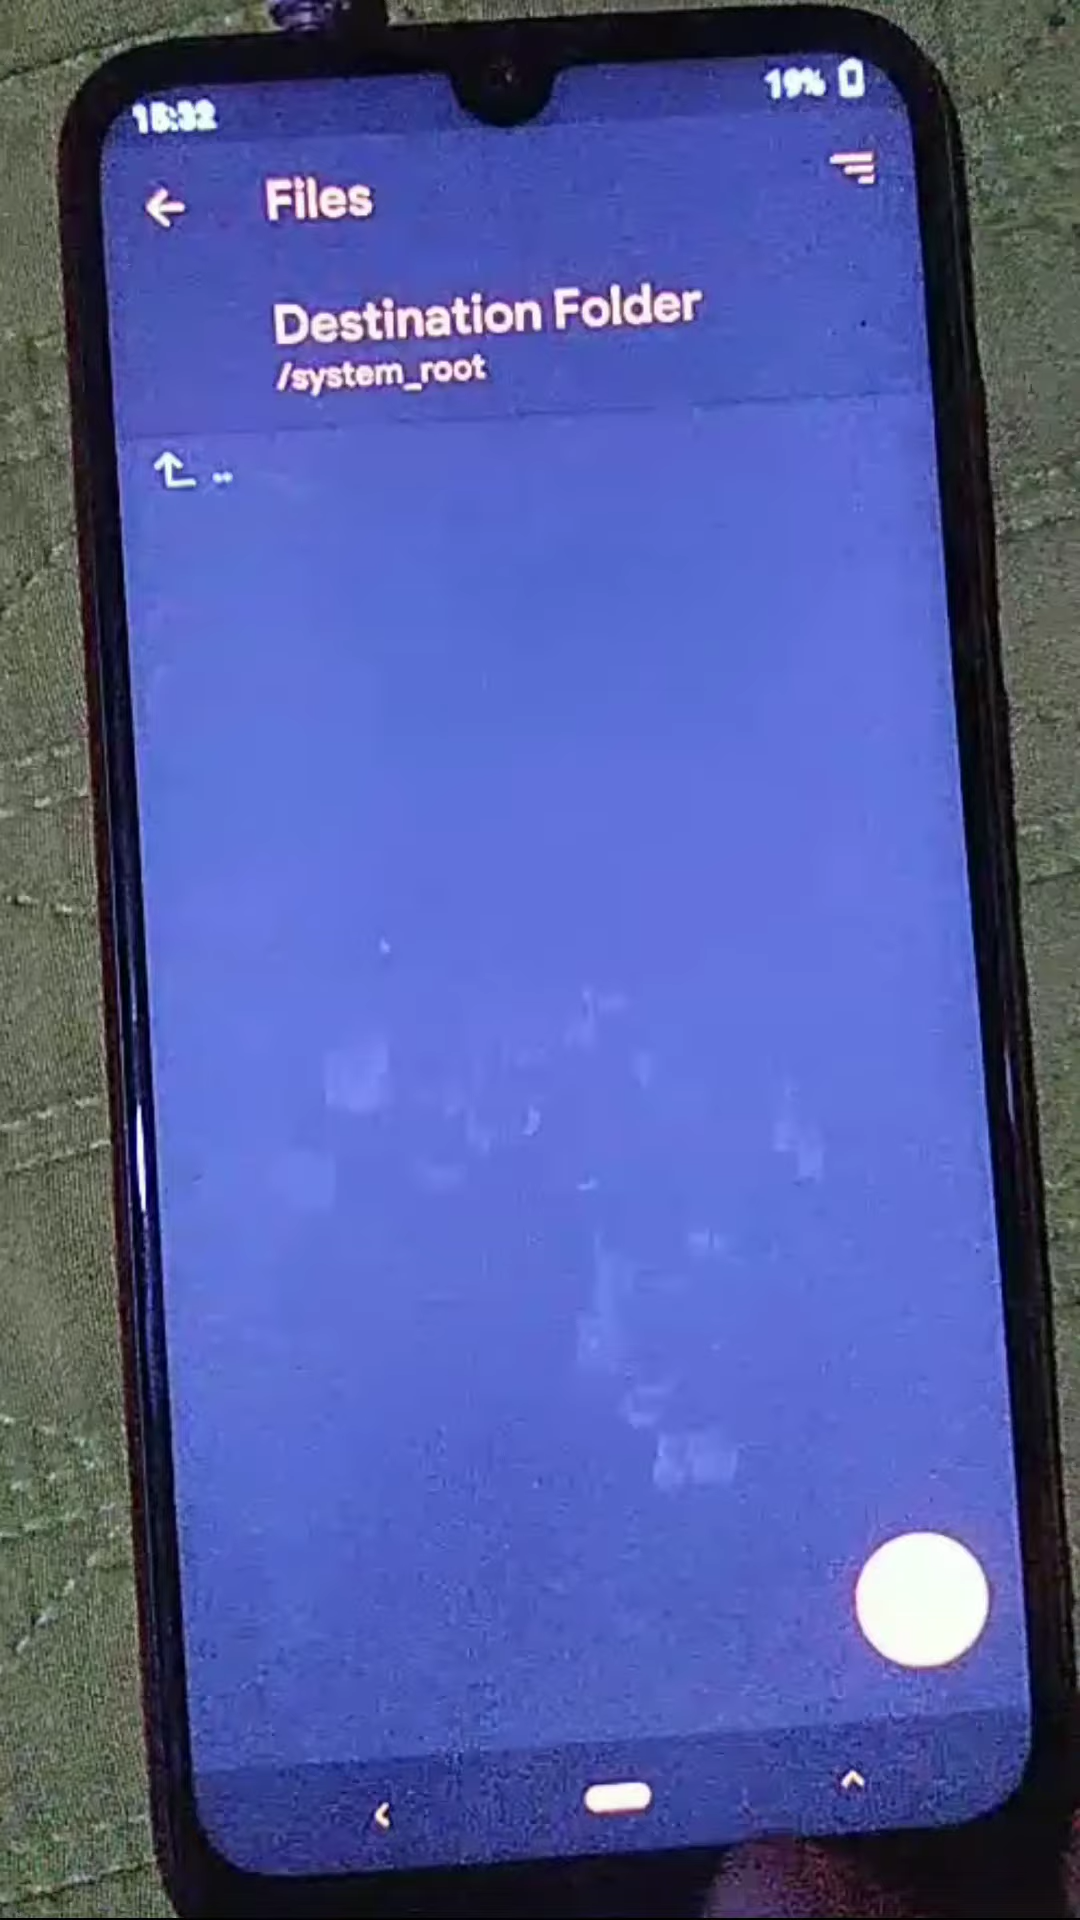 15:32
19%
Files
Destination Folder
/system_root
..